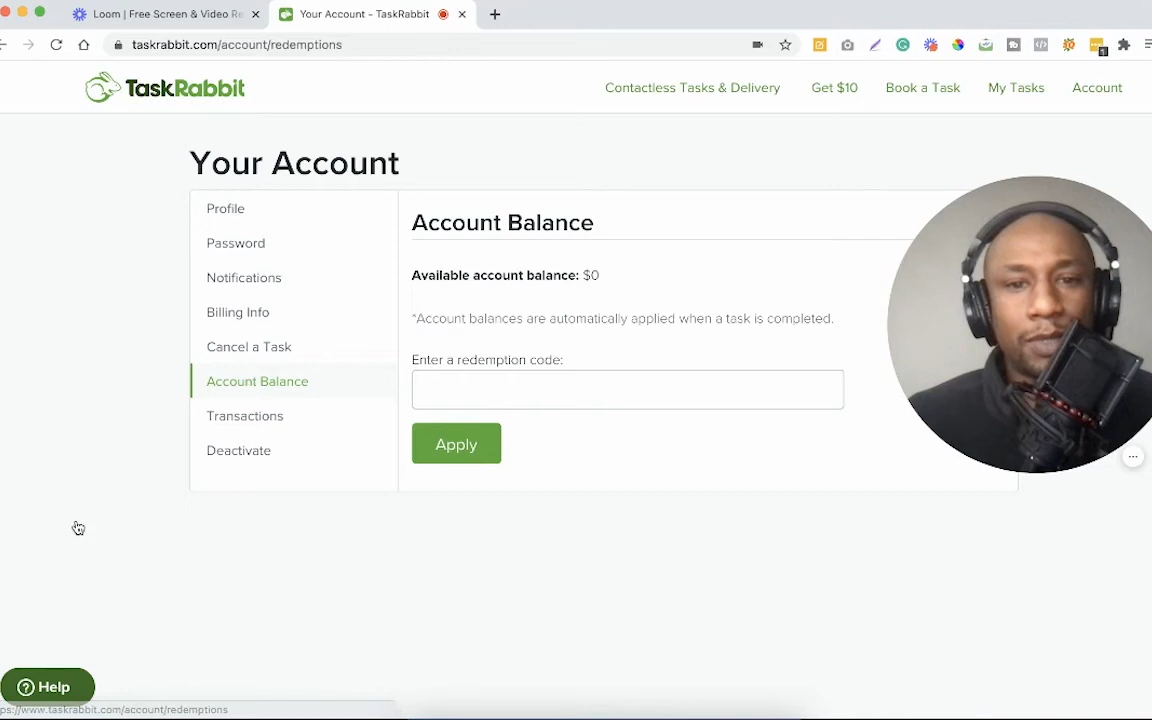 Loom | Free Screen & Video Re
Your Account – TaskRabbit
taskrabbit.com/account/redemptions
TaskRabbit
Contactless Tasks & Delivery
Get $10
Book a Task
My Tasks
Account
Your Account
Profile
Password
Notifications
Billing Info
Cancel a Task
Account Balance
Transactions
Deactivate
Account Balance
Available account balance: $0
*Account balances are automatically applied when a task is completed.
Enter a redemption code:
Apply
Help
ps://www.taskrabbit.com/account/redemptions